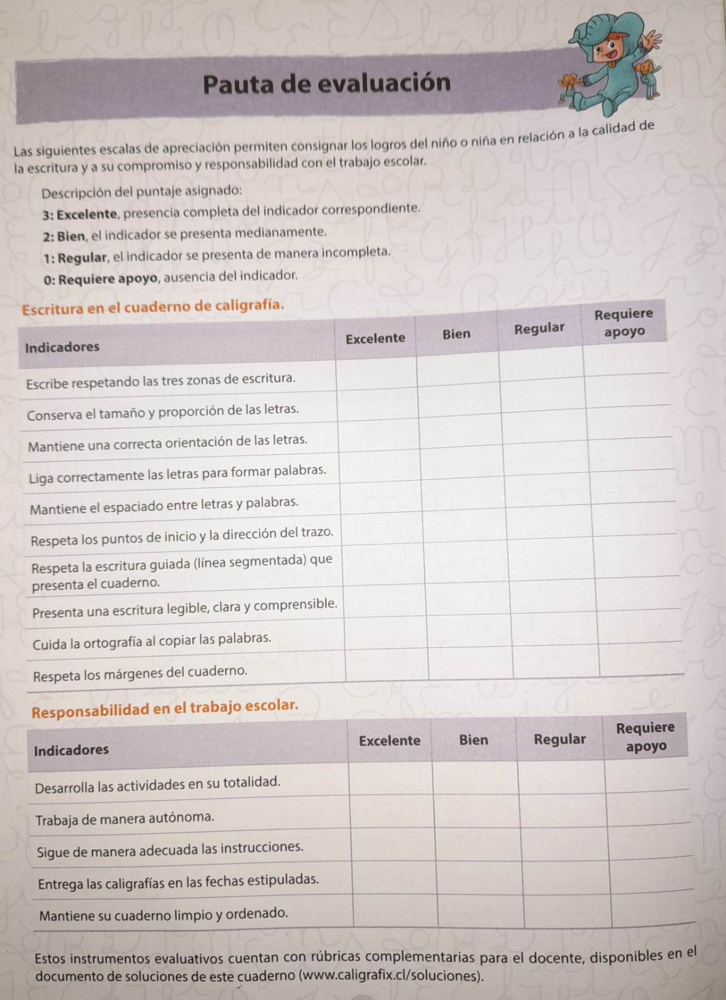 Pauta de evaluación
Las siguientes escalas de apreciación permiten consignar los logros del niño o niña en relación a la calidad de
la escritura y a su compromiso y responsabilidad con el trabajo escolar.
Descripción del puntaje asignado:
3: Excelente, presencia completa del indicador correspondiente.
2: Bien, el indicador se presenta medianamente.
1: Regular, el indicador se presenta de manera incompleta.
0: Requiere apoyo, ausencia del indicador.
Escritura en el cuaderno de caligrafía.
Indicadores Excelente Bien Regular Requiere apoyo
Escribe respetando las tres zonas de escritura.
Conserva el tamaño y proporción de las letras.
Mantiene una correcta orientación de las letras.
Liga correctamente las letras para formar palabras.
Mantiene el espaciado entre letras y palabras.
Respeta los puntos de inicio y la dirección del trazo.
Respeta la escritura guiada (línea segmentada) que
presenta el cuaderno.
Presenta una escritura legible, clara y comprensible.
Cuida la ortografía al copiar las palabras.
Respeta los márgenes del cuaderno.
Responsabilidad en el trabajo escolar.
Indicadores Excelente Bien Regular Requiere apoyo
Desarrolla las actividades en su totalidad.
Trabaja de manera autónoma.
Sigue de manera adecuada las instrucciones.
Entrega las caligrafías en las fechas estipuladas.
Mantiene su cuaderno limpio y ordenado.
Estos instrumentos evaluativos cuentan con rúbricas complementarias para el docente, disponibles en el
documento de soluciones de este cuaderno (www.caligrafix.cl/soluciones).